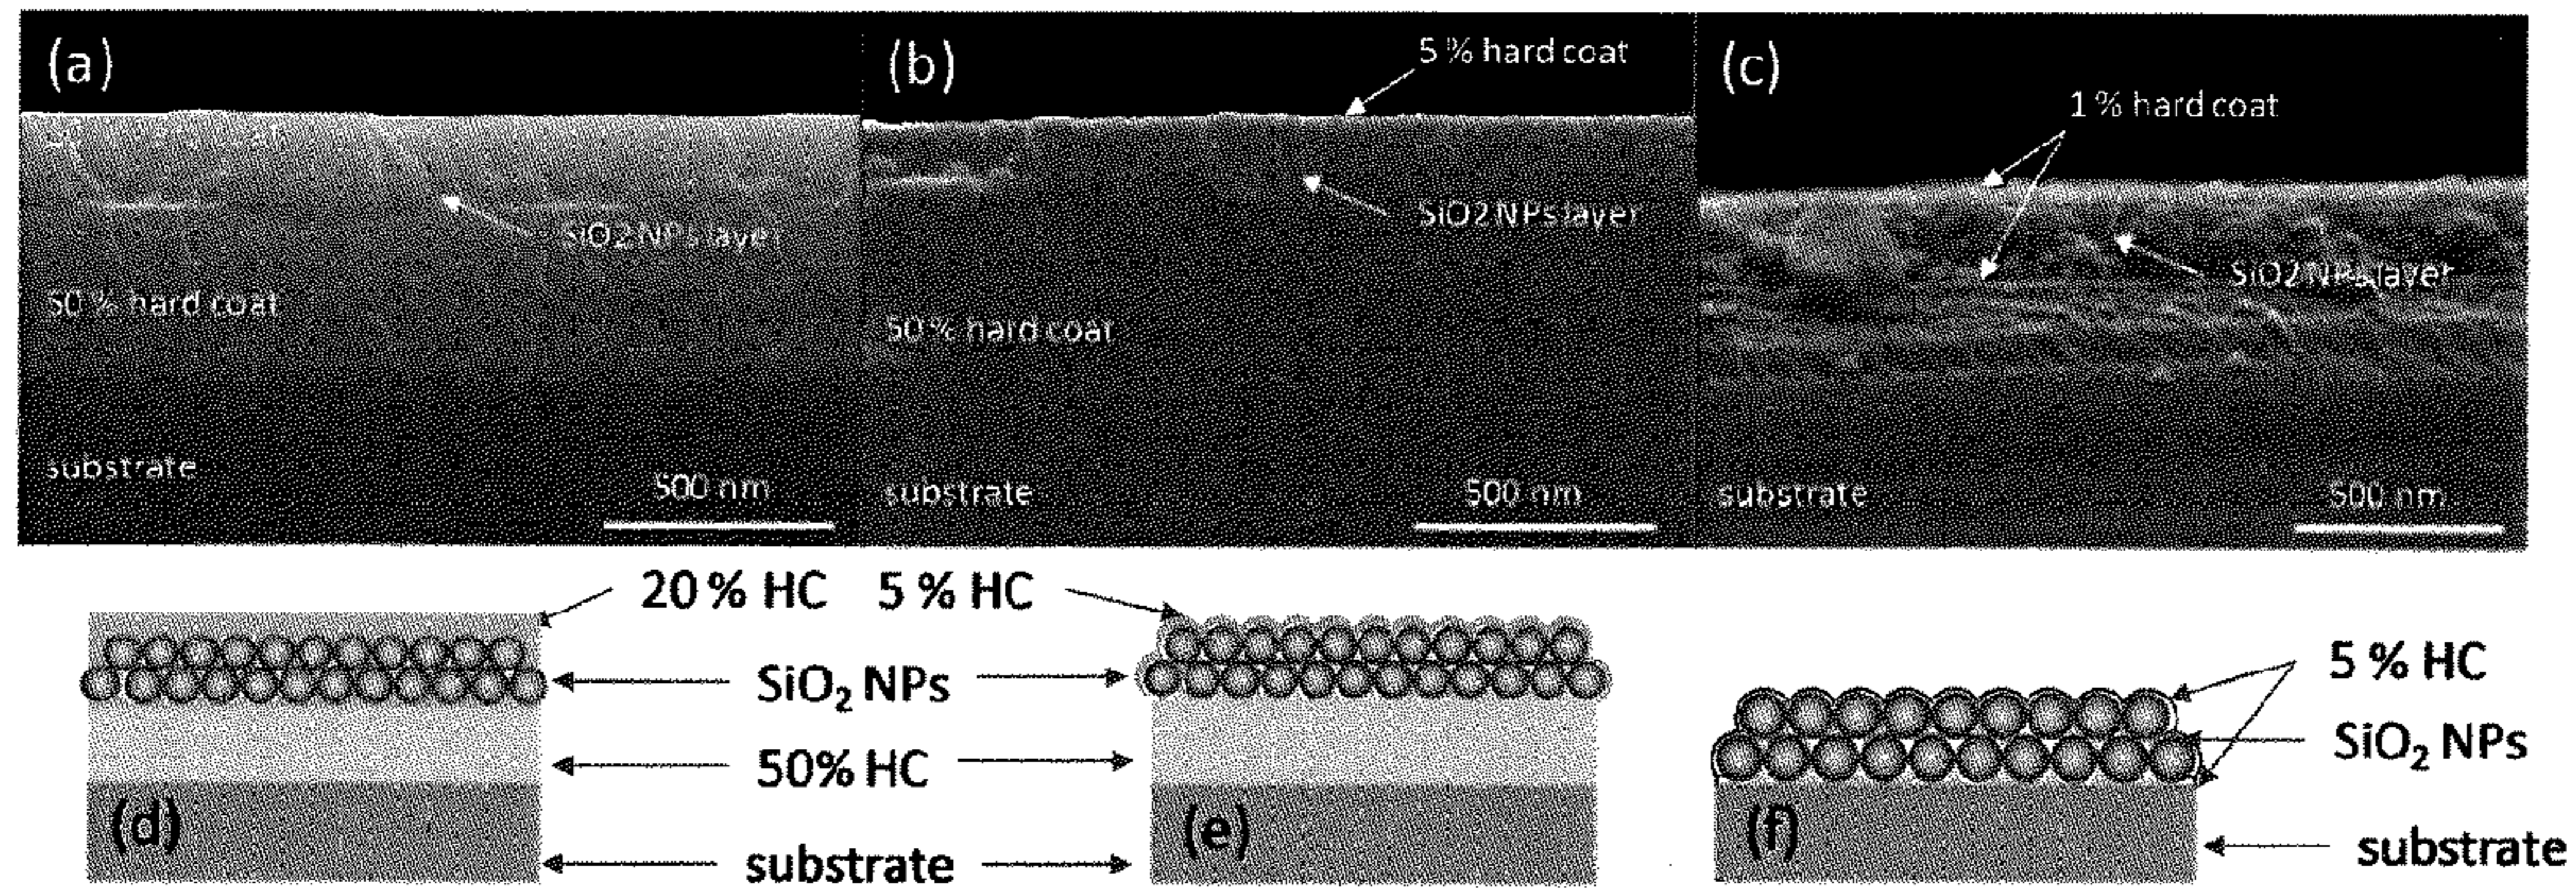 (a)
50 % hard coat
SiO2 NPs layer
substrate
500 nm
(b)
5 % hard coat
SiO2 NPs layer
50 % hard coat
substrate
500 nm
(c)
1 % hard coat
SiO2 NPs layer
substrate
500 nm
20 % HC
5 % HC
SiO₂ NPs
50% HC
substrate
(d)
(e)
(f)
5 % HC
SiO₂ NPs
substrate